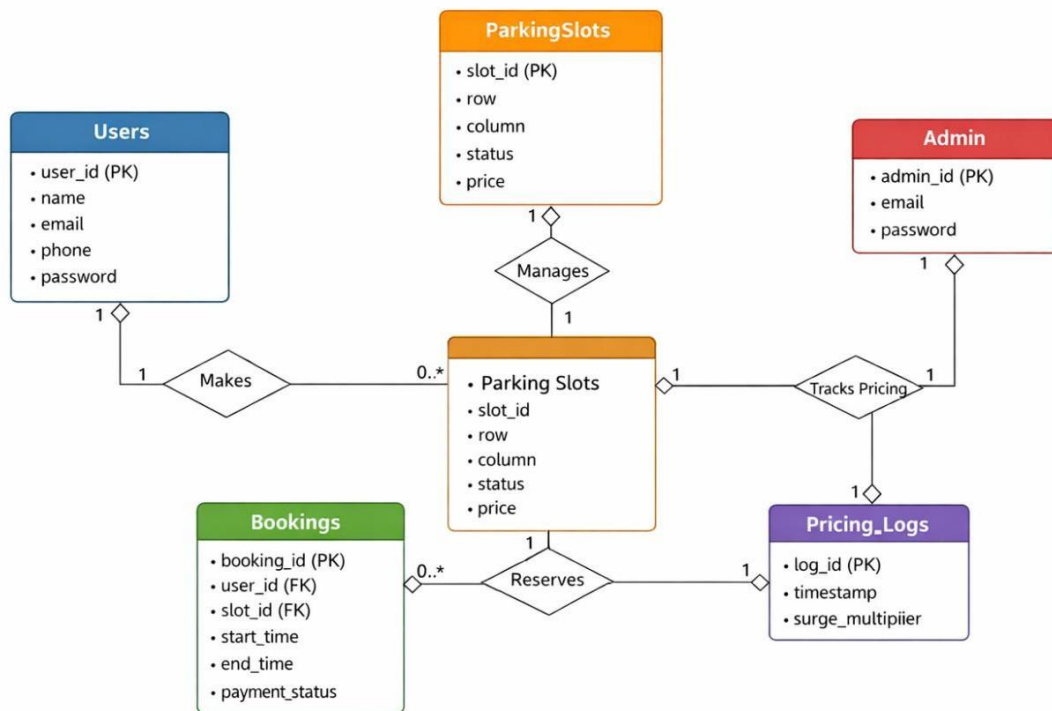 ParkingSlots
• slot_id (PK)
• row
• column
• status
• price
1
Users
• user_id (PK)
• name
• email
• phone
• password
1
Admin
• admin_id (PK)
• email
• password
1
Manages
1
1
Makes
0..*
• Parking Slots
• slot_id
• row
• column
• status
• price
1
Tracks Pricing
1
1
Bookings
• booking_id (PK)
• user_id (FK)
• slot_id (FK)
• start_time
• end_time
• payment_status
0..*
1
Reserves
1
Pricing_Logs
• log_id (PK)
• timestamp
• surge_multipiier